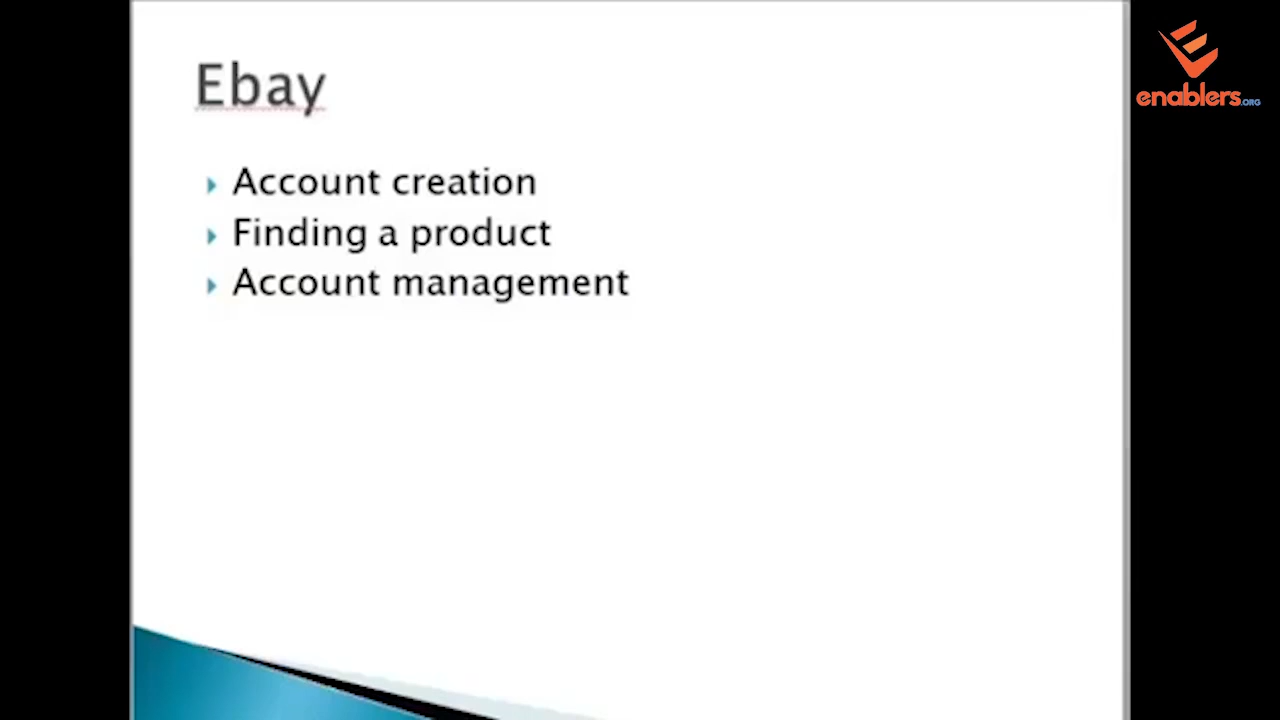 Ebay
Account creation
Finding a product
Account management
enablers.ORG